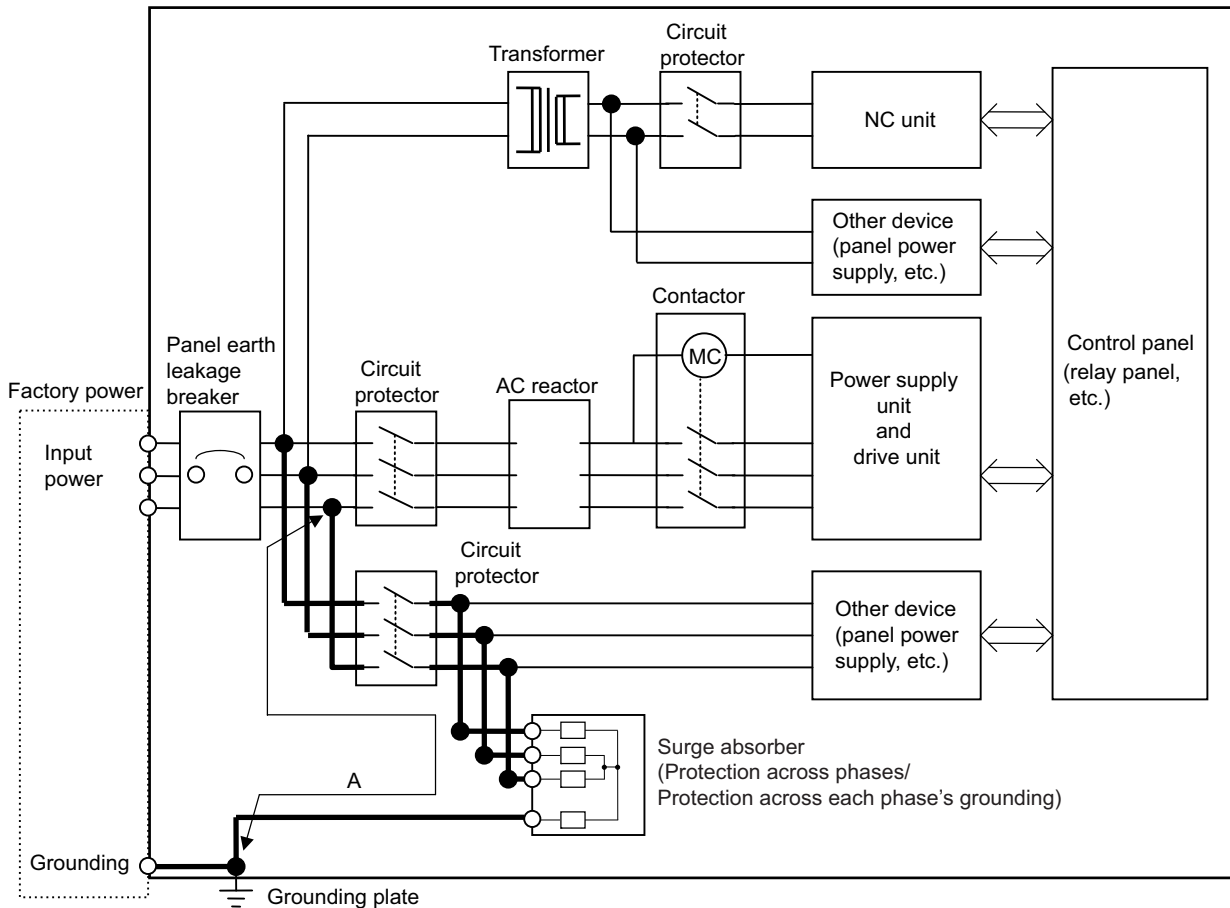 Circuit
protector
Transformer
NC unit
Other device
(panel power
supply, etc.)
Contactor
MC
Control panel
(relay panel,
etc.)
Panel earth
leakage
breaker
Circuit
protector
AC reactor
Power supply
unit
and
drive unit
Factory power
Input
power
Circuit
protector
Other device
(panel power
supply, etc.)
Surge absorber
(Protection across phases/
Protection across each phase's grounding)
A
Grounding
Grounding plate